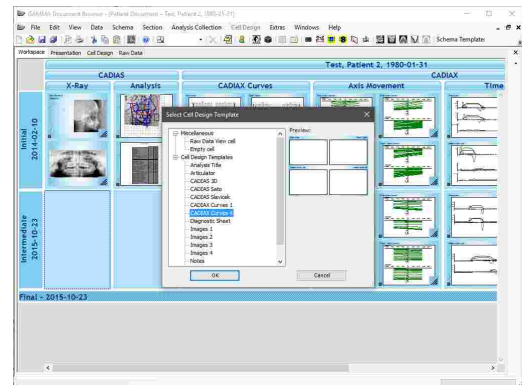 GAMMA Document Browser - [Patient Document - Test, Patient 2, 1980-01-31]
File Edit View Data Schema Section Analysis Collection Cell Design Extras Windows Help
Schema Template:
Workspace Presentation Cell Design Raw Data
Test, Patient 2, 1980-01-31
CADIAS
CADIAX
X-Ray
Analysis
CADIAX Curves
Axis Movement
Time
Initial
2014-02-10
Select Cell Design Template
Miscellaneous
Raw Data View cell
Empty cell
Cell Design Templates
Analysis Title
Articulator
CADIAS 3D
CADIAS Sato
CADIAS Slavicek
CADIAX Curves 1
CADIAX Curves 4
Diagnostic Sheet
Images 1
Images 2
Images 3
Images 4
Notes
Preview:
OK
Cancel
Intermediate
2015-10-23
Final - 2015-10-23